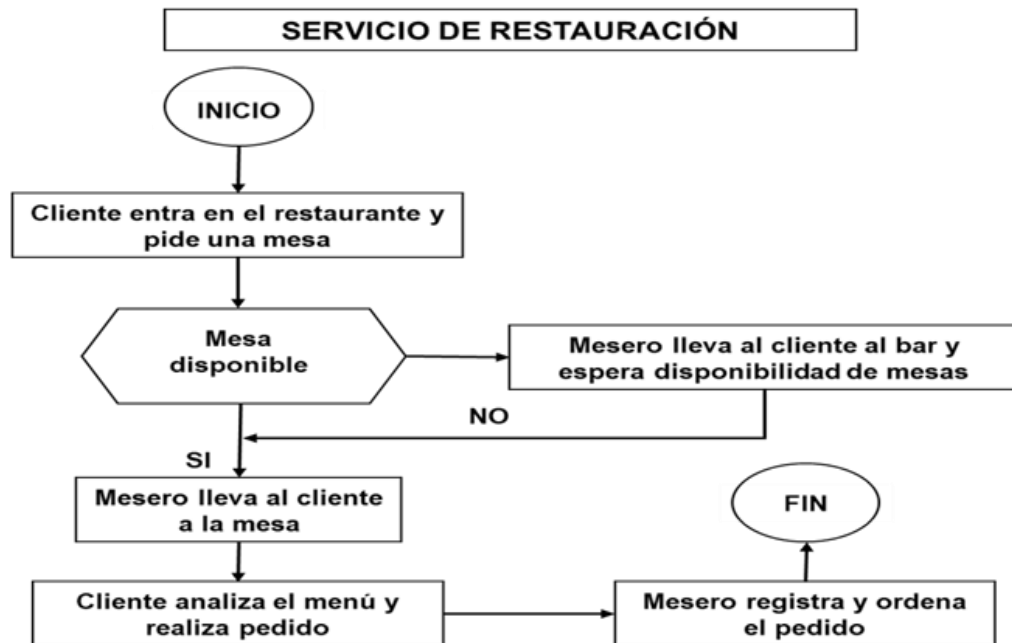 SERVICIO DE RESTAURACIÓN
INICIO
Cliente entra en el restaurante y
pide una mesa
Mesa
disponible
Mesero lleva al cliente al bar y
espera disponibilidad de mesas
NO
SI
Mesero lleva al cliente
a la mesa
FIN
Cliente analiza el menú y
realiza pedido
Mesero registra y ordena
el pedido